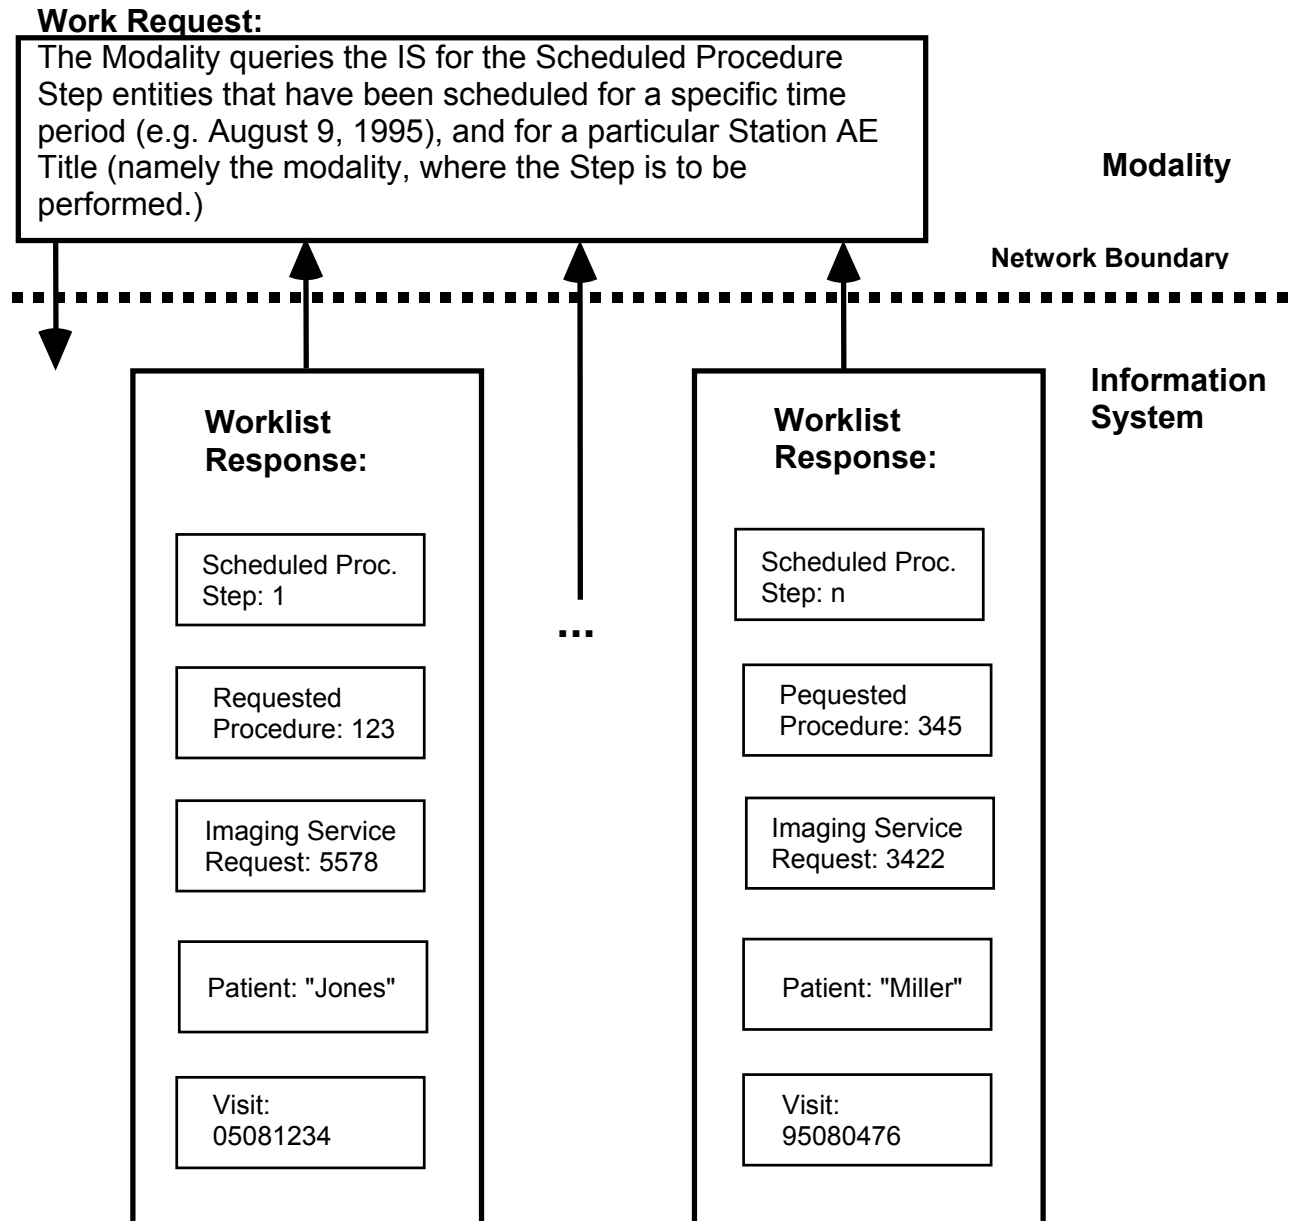 Work Request:
The Modality queries the IS for the Scheduled Procedure
Step entities that have been scheduled for a specific time
period (e.g. August 9, 1995), and for a particular Station AE
Title (namely the modality, where the Step is to be
performed.)
Modality
Network Boundary
Information
System
Worklist
Response:
Scheduled Proc.
Step: 1
Requested
Procedure: 123
Imaging Service
Request: 5578
Patient: "Jones"
Visit:
05081234
...
Worklist
Response:
Scheduled Proc.
Step: n
Pequested
Procedure: 345
Imaging Service
Request: 3422
Patient: "Miller"
Visit:
95080476